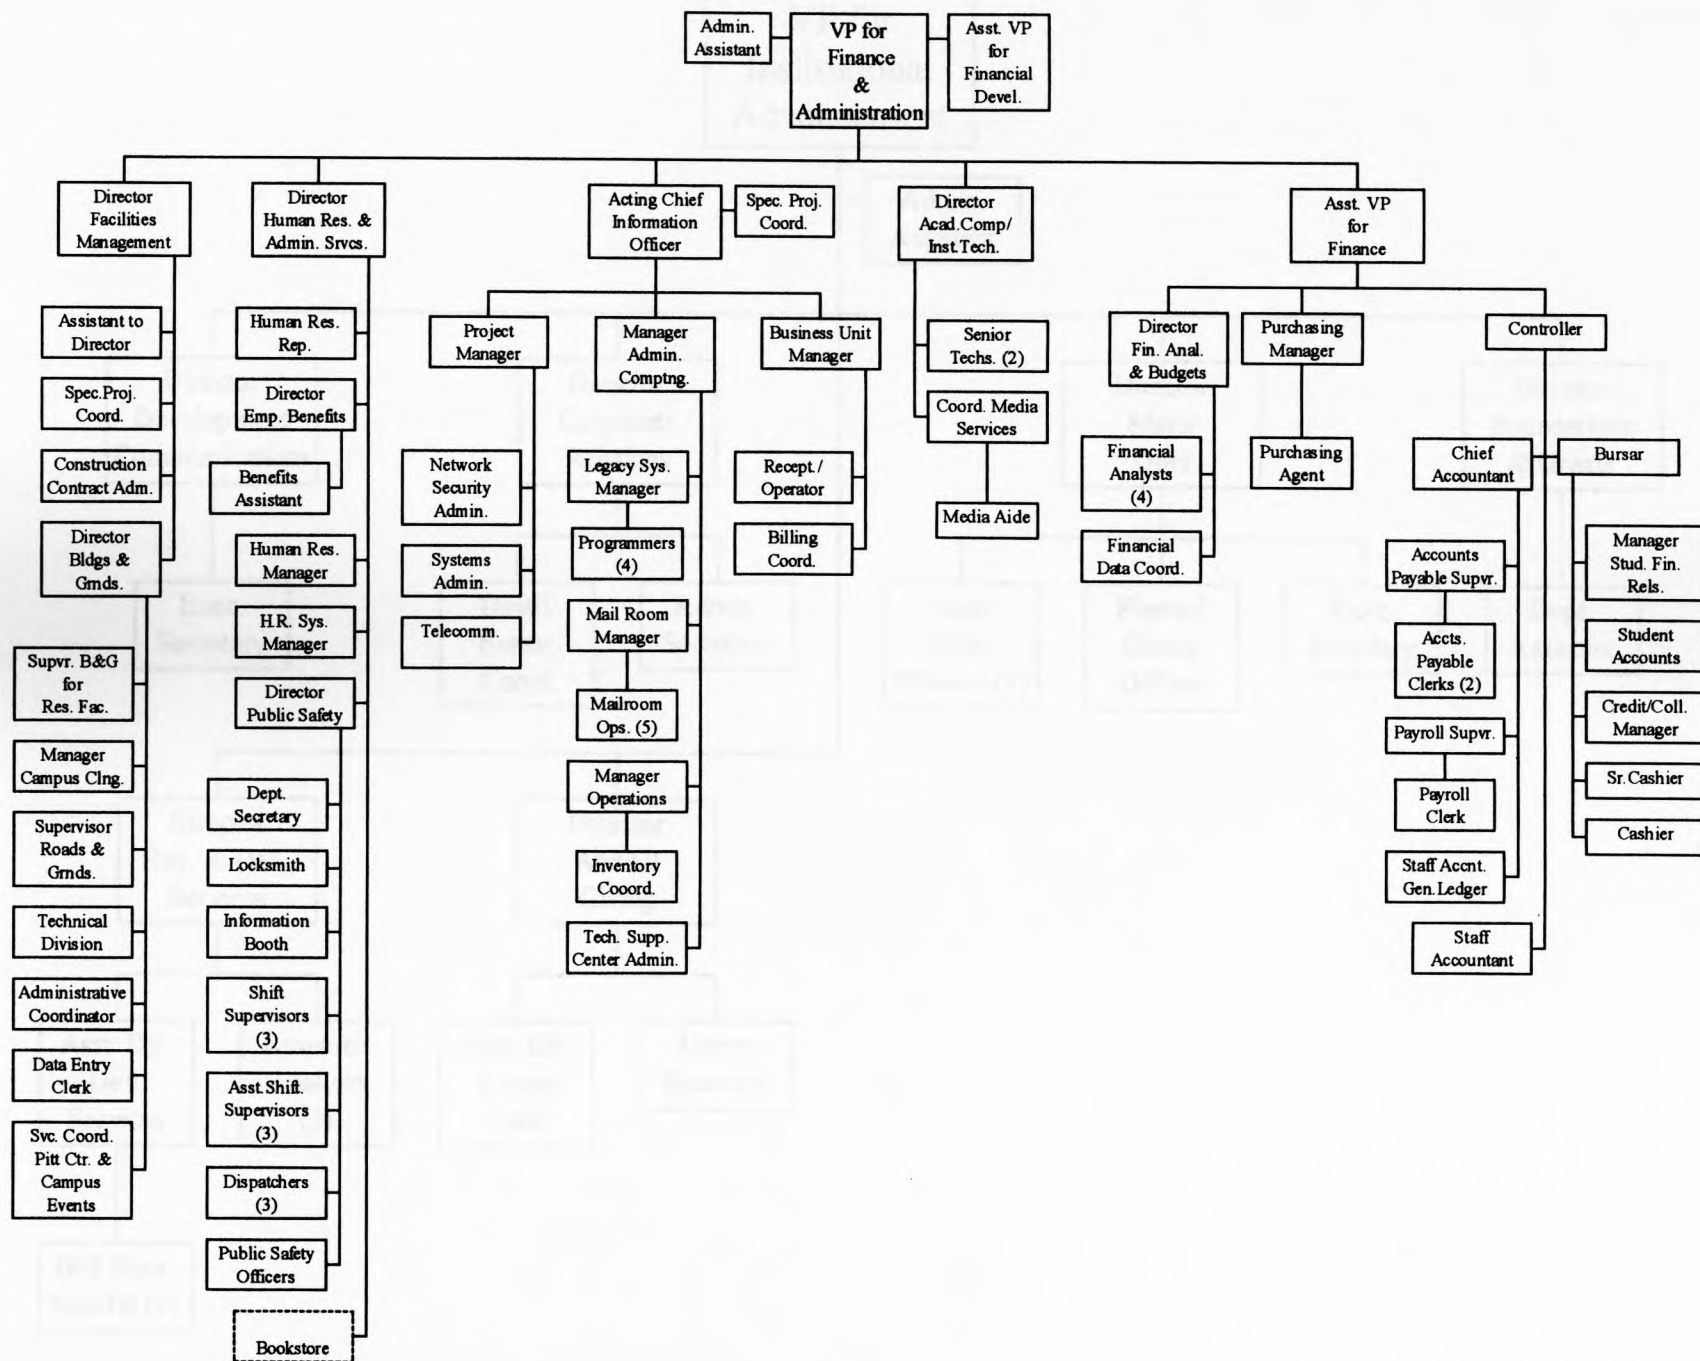 Admin.
Assistant
VP for
Finance
&
Administration
Asst. VP
for
Financial
Devel.
Director
Facilities
Management
Director
Human Res. &
Admin. Srvcs.
Acting Chief
Information
Officer
Spec. Proj.
Coord.
Director
Acad.Comp/
Inst.Tech.
Asst. VP
for
Finance
Assistant to
Director
Spec.Proj.
Coord.
Construction
Contract Adm.
Director
Bldgs &
Grnds.
Supvr. B&G
for
Res. Fac.
Manager
Campus Clng.
Supervisor
Roads &
Grnds.
Technical
Division
Administrative
Coordinator
Data Entry
Clerk
Svc. Coord.
Pitt Ctr. &
Campus
Events
Human Res.
Rep.
Director
Emp. Benefits
Benefits
Assistant
Human Res.
Manager
H.R. Sys.
Manager
Director
Public Safety
Dept.
Secretary
Locksmith
Information
Booth
Shift
Supervisors
(3)
Asst.Shift.
Supervisors
(3)
Dispatchers
(3)
Public Safety
Officers
Bookstore
Project
Manager
Network
Security
Admin.
Systems
Admin.
Telecomm.
Manager
Admin.
Comptng.
Legacy Sys.
Manager
Programmers
(4)
Mail Room
Manager
Mailroom
Ops. (5)
Manager
Operations
Inventory
Cooord.
Tech. Supp.
Center Admin.
Business Unit
Manager
Recept./
Operator
Billing
Coord.
Senior
Techs. (2)
Coord. Media
Services
Media Aide
Director
Fin. Anal.
& Budgets
Financial
Analysts
(4)
Financial
Data Coord.
Purchasing
Manager
Purchasing
Agent
Controller
Chief
Accountant
Accounts
Payable Supvr.
Accts.
Payable
Clerks (2)
Payroll Supvr.
Payroll
Clerk
Staff Accnt.
Gen.Ledger
Staff
Accountant
Bursar
Manager
Stud. Fin.
Rels.
Student
Accounts
Credit/Coll.
Manager
Sr.Cashier
Cashier